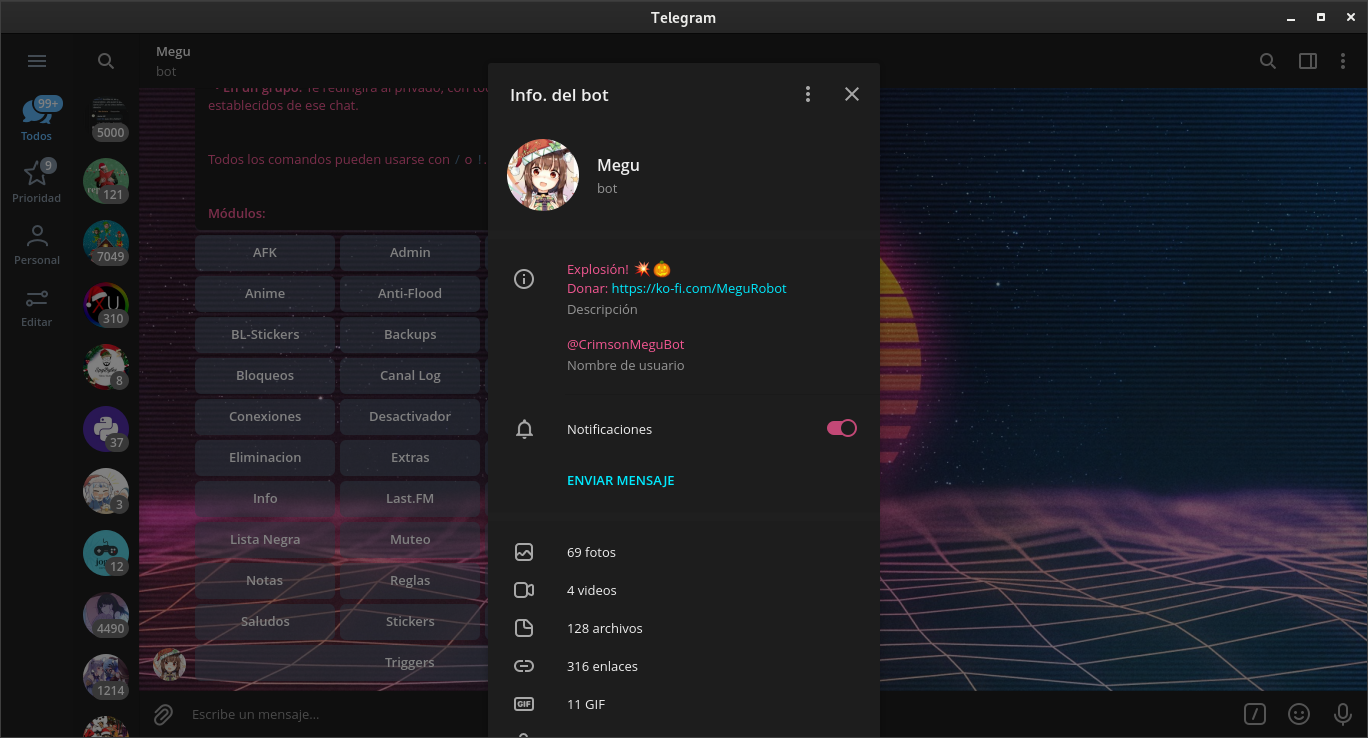 Telegram
Megu
bot
99+
Todos
9
Prioridad
Personal
Editar
5000
121
7049
310
8
37
3
12
4490
1214
• En un grupo: Te redirigirá al privado, con
establecidos de ese chat.
Todos los comandos pueden usarse con / o !.
Módulos:
AFK
Admin
Anime
Anti-Flood
BL-Stickers
Backups
Bloqueos
Canal Log
Conexiones
Desactivador
Eliminacion
Extras
Info
Last.FM
Lista Negra
Muteo
Notas
Reglas
Saludos
Stickers
Triggers
Escribe un mensaje...
Info. del bot
Megu
bot
Explosión! 💥🎃
Donar: https://ko-fi.com/MeguRobot
Descripción
@CrimsonMeguBot
Nombre de usuario
Notificaciones
ENVIAR MENSAJE
69 fotos
4 videos
128 archivos
316 enlaces
GIF
11 GIF